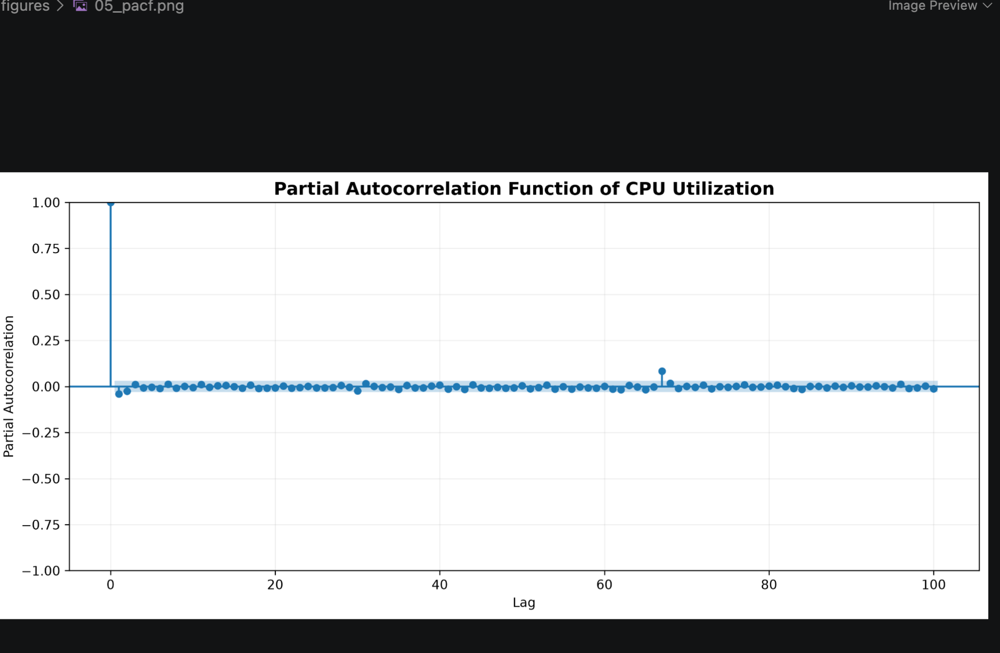 figures > 05_pacf.png
Image Preview
Partial Autocorrelation Function of CPU Utilization
Partial Autocorrelation
1.00
0.75
0.50
0.25
0.00
−0.25
−0.50
−0.75
−1.00
0 20 40 60 80 100
Lag